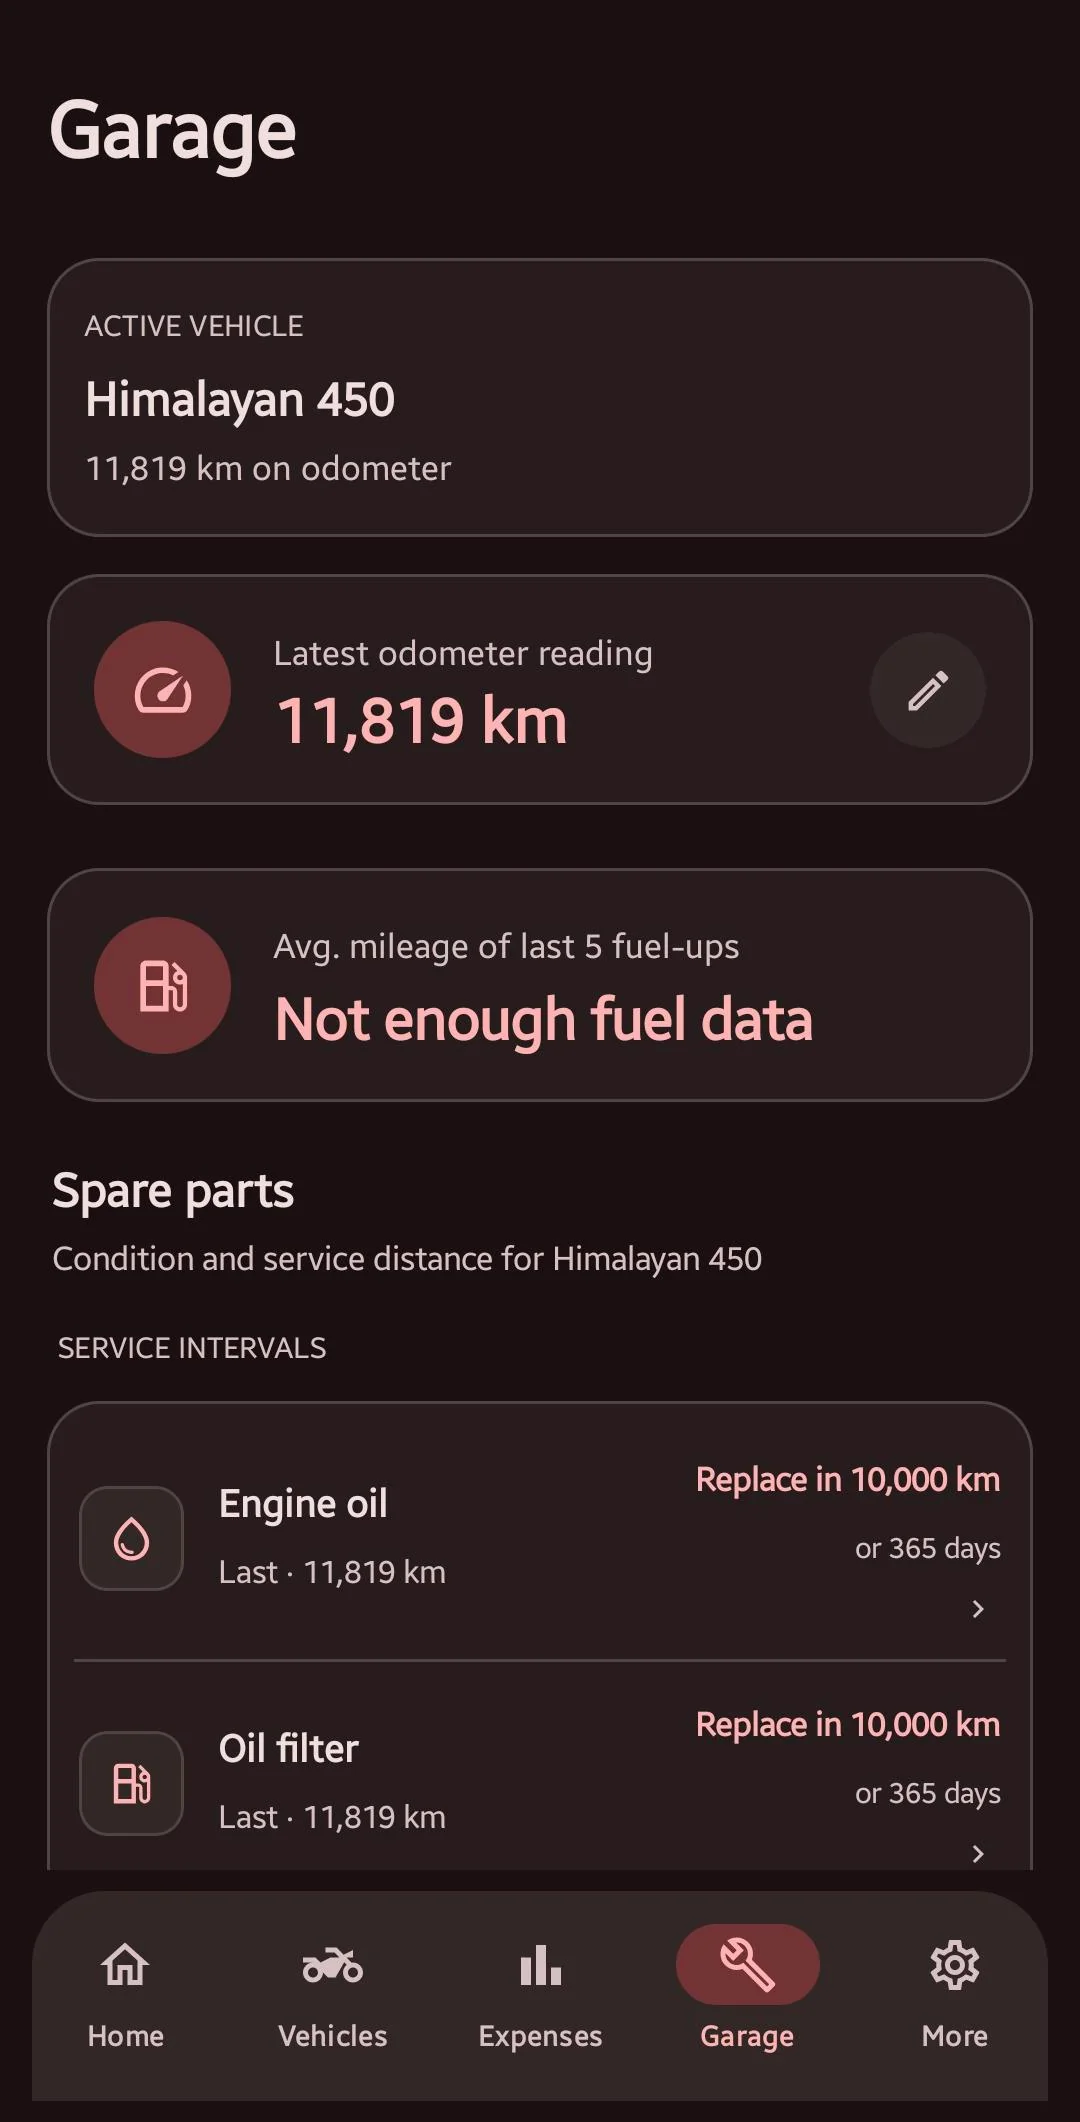 Garage
ACTIVE VEHICLE
Himalayan 450
11,819 km on odometer
Latest odometer reading
11,819 km
Avg. mileage of last 5 fuel-ups
Not enough fuel data
Spare parts
Condition and service distance for Himalayan 450
SERVICE INTERVALS
Engine oil
Last · 11,819 km
Replace in 10,000 km
or 365 days
Oil filter
Last · 11,819 km
Replace in 10,000 km
or 365 days
Home
Vehicles
Expenses
Garage
More